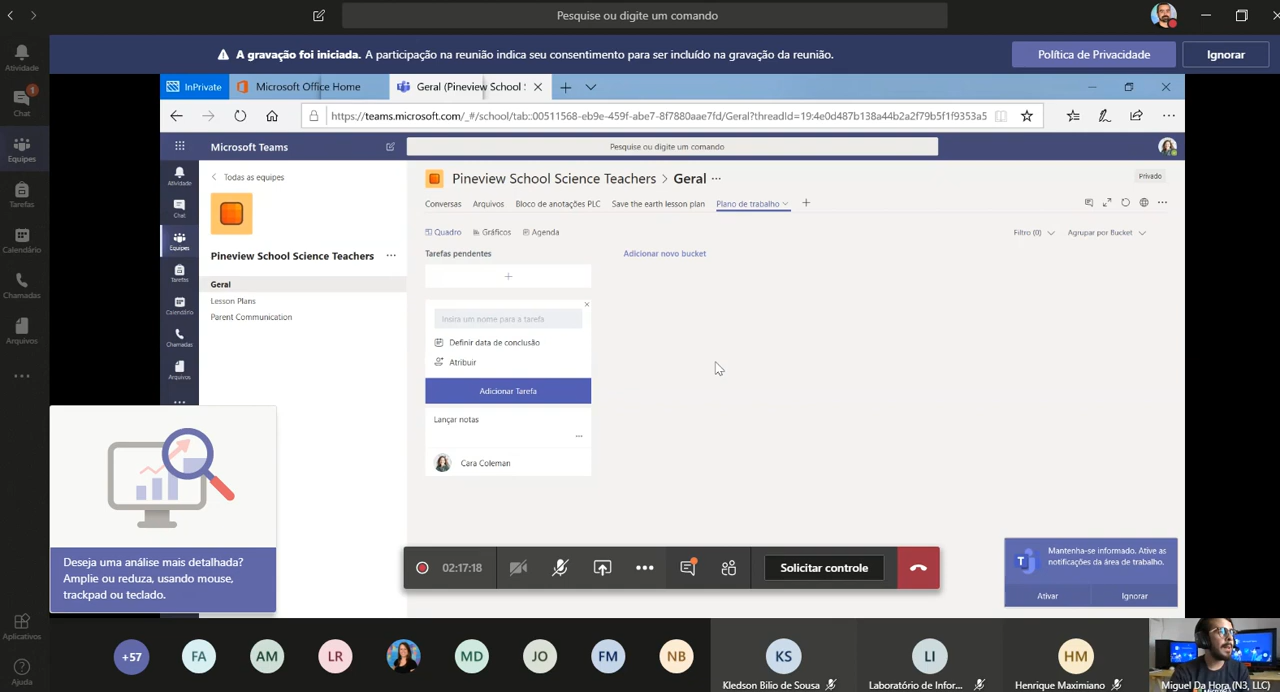 Pesquise ou digite um comando
A gravação foi iniciada. A participação na reunião indica seu consentimento para ser incluído na gravação da reunião.
Política de Privacidade
Ignorar
Atividade
1
Chat
Equipes
Tarefas
Calendário
Chamadas
Arquivos
Aplicativos
Ajuda
InPrivate
Microsoft Office Home
Geral (Pineview School
https://teams.microsoft.com/_#/school/tab::00511568-eb9e-459f-abe7-8f7880aae7fd/Geral?threadId=19:4e0d487b138a44b2a2f79b5f1f9353a5
Microsoft Teams
Pesquise ou digite um comando
Atividade
Chat
Equipes
Tarefas
Calendário
Chamadas
Arquivos
Todas as equipes
Pineview School Science Teachers
Geral
Lesson Plans
Parent Communication
Pineview School Science Teachers > Geral
Privado
Conversas
Arquivos
Bloco de anotações PLC
Save the earth lesson plan
Plano de trabalho
Quadro
Gráficos
Agenda
Filtro (0)
Agrupar por Bucket
Tarefas pendentes
Adicionar novo bucket
Insira um nome para a tarefa
Definir data de conclusão
Atribuir
Adicionar Tarefa
Lançar notas
Cara Coleman
Deseja uma análise mais detalhada?
Amplie ou reduza, usando mouse,
trackpad ou teclado.
02:17:18
Solicitar controle
Mantenha-se informado. Ative as
notificações da área de trabalho.
Ativar
Ignorar
+57
FA
AM
LR
MD
JO
FM
NB
KS
Kledson Bilio de Sousa
LI
Laboratório de Infor...
HM
Henrique Maximiano
Miguel Da Hora (N3, LLC)